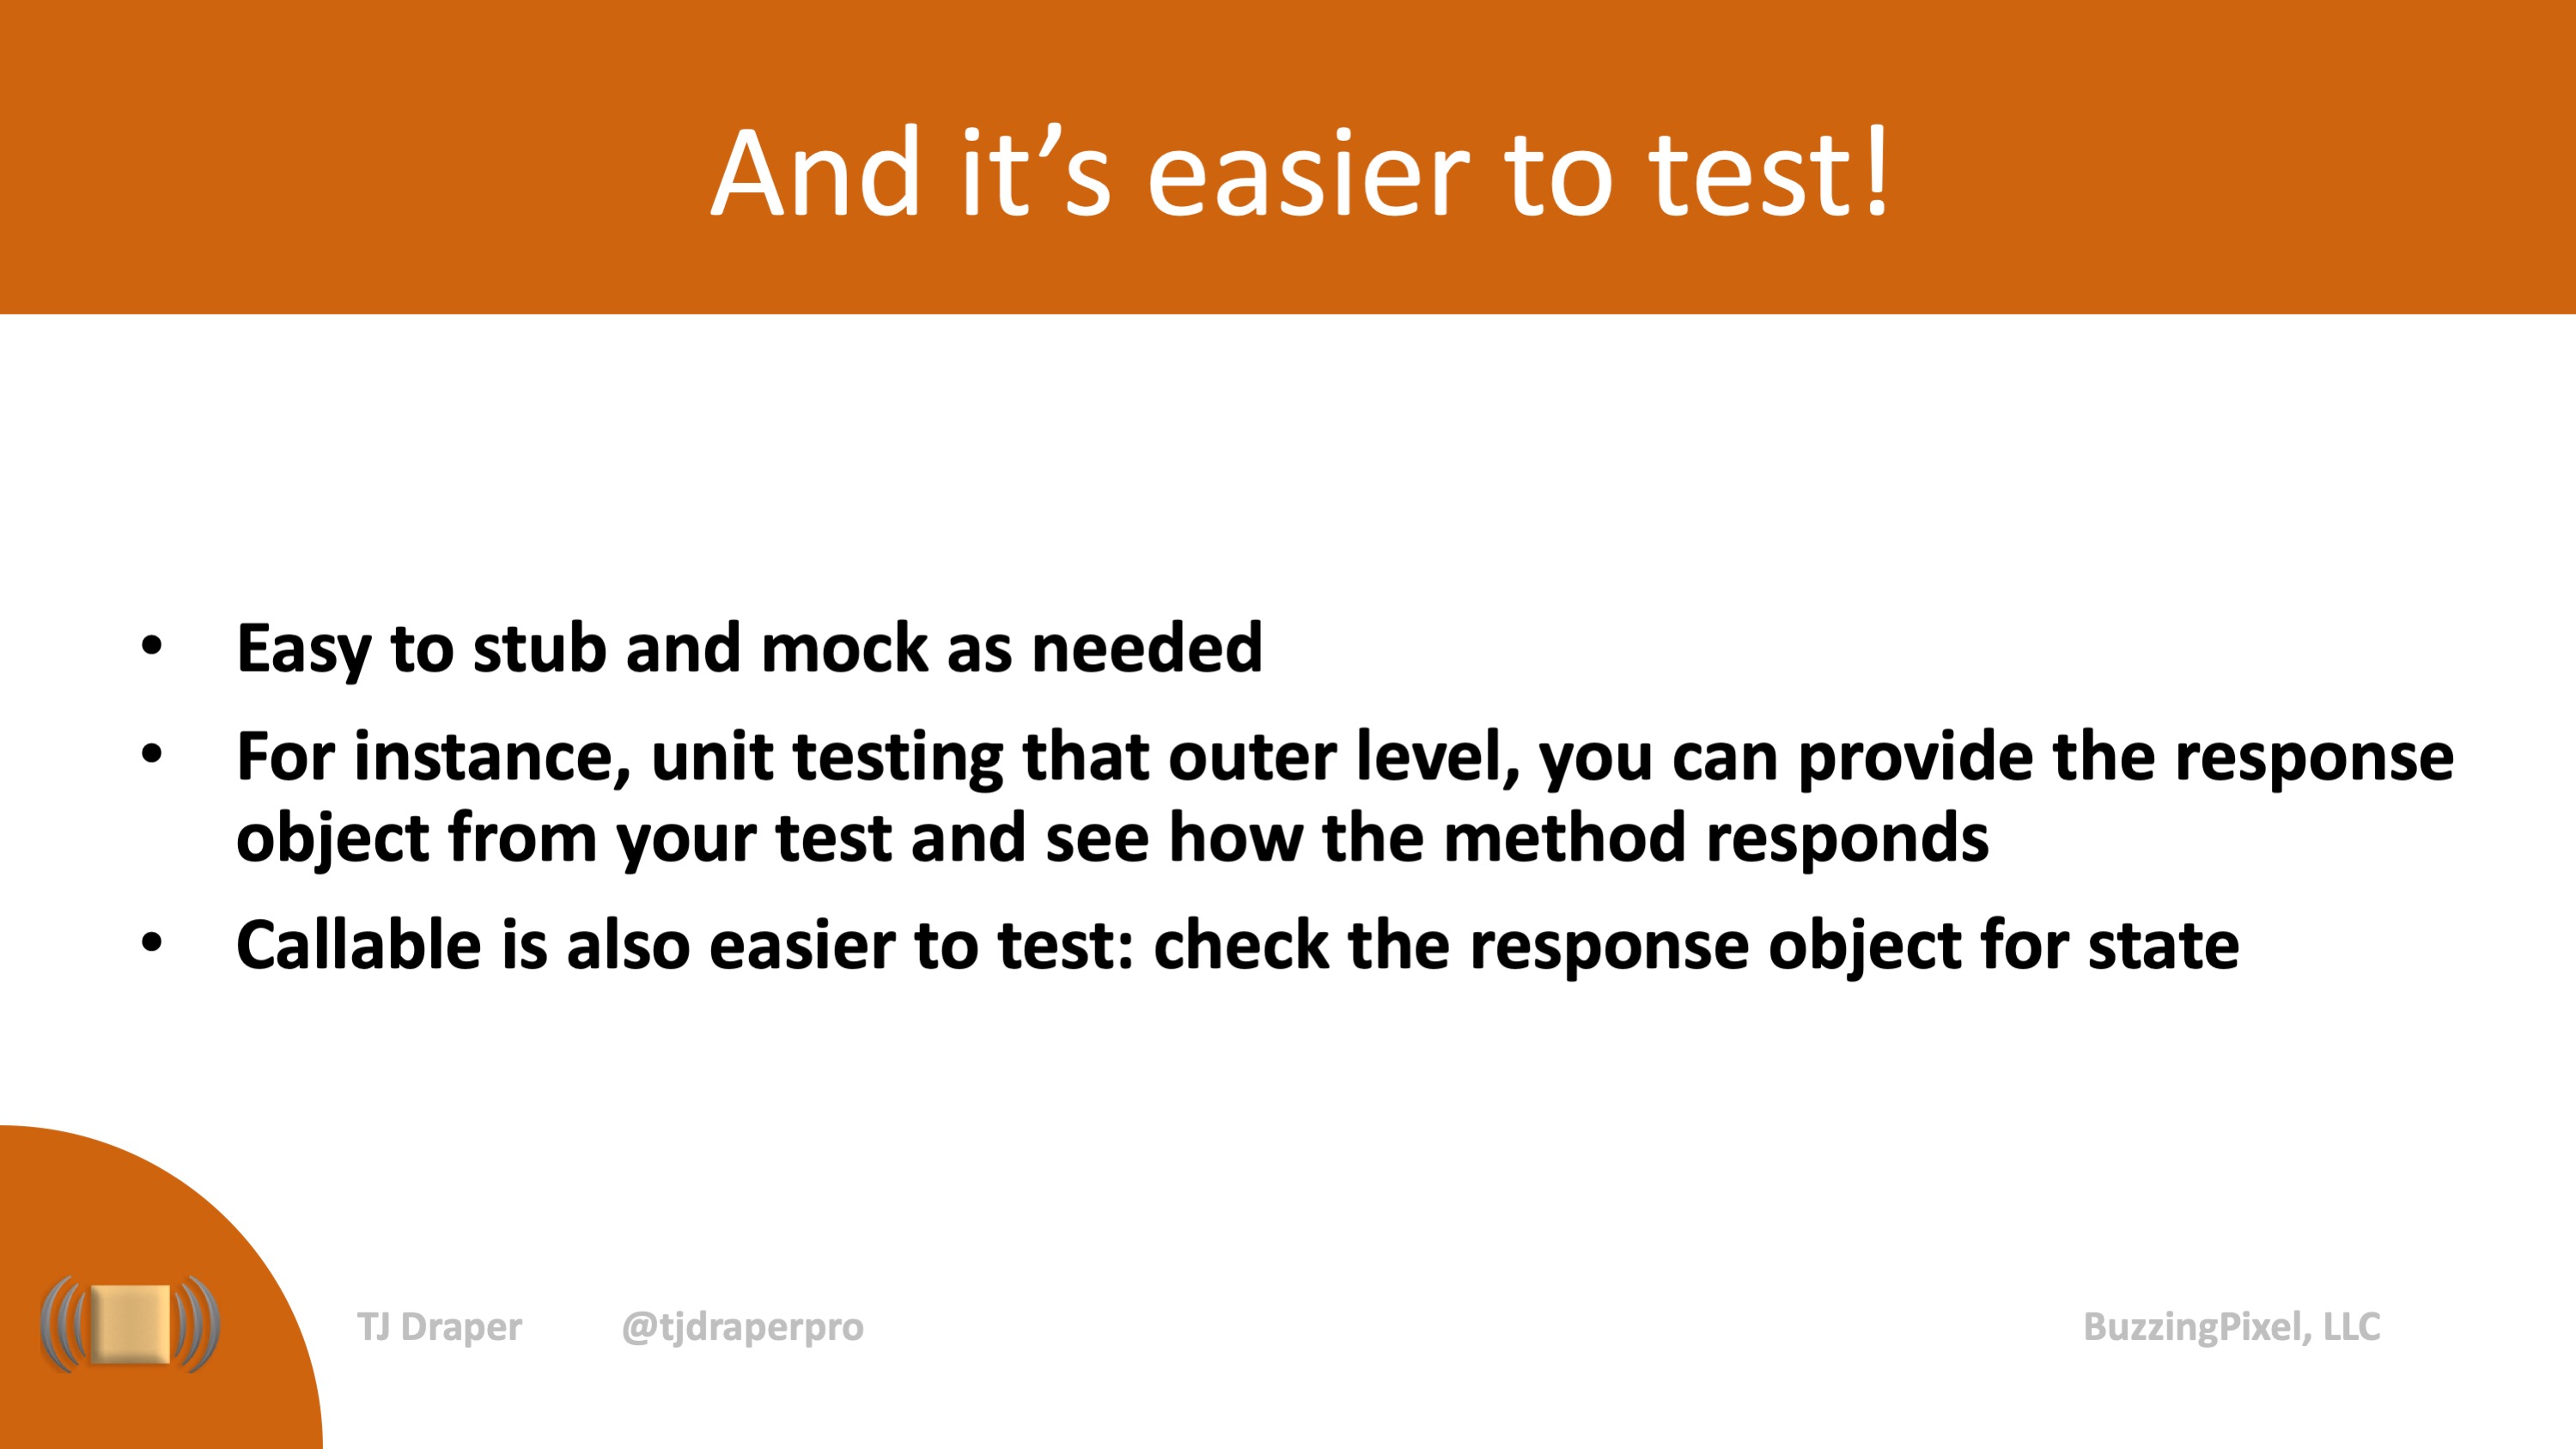 And it’s easier to test!
• Easy to stub and mock as needed
• For instance, unit testing that outer level, you can provide the response
object from your test and see how the method responds
• Callable is also easier to test: check the response object for state
TJ Draper @tjdraperpro BuzzingPixel, LLC